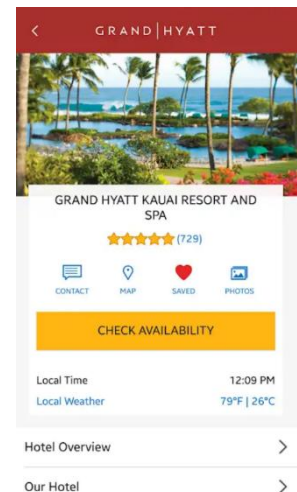 GRAND|HYATT
GRAND HYATT KAUAI RESORT AND
SPA
(729)
CONTACT MAP SAVED PHOTOS
CHECK AVAILABILITY
Local Time 12:09 PM
Local Weather 79°F | 26°C
Hotel Overview
Our Hotel